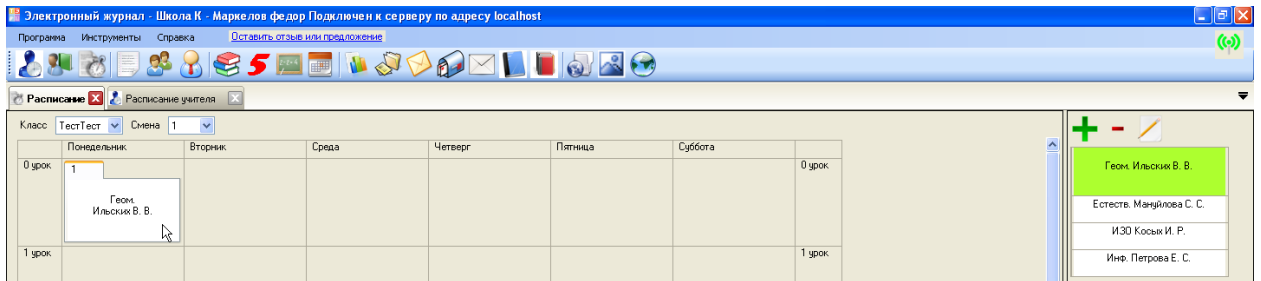 Электронный журнал - Школа К - Маркелов федор Подключен к серверу по адресу localhost
Программа Инструменты Справка Оставить отзыв или предложение
5
Расписание Расписание учителя
Класс ТестТест Смена 1
Понедельник Вторник Среда Четверг Пятница Суббота
0 урок 1 0 урок
Геом.
Ильских В. В.
1 урок 1 урок
Геом. Ильских В. В.
Естеств. Мануйлова С. С.
ИЗО Косых И. Р.
Инф. Петрова Е. С.